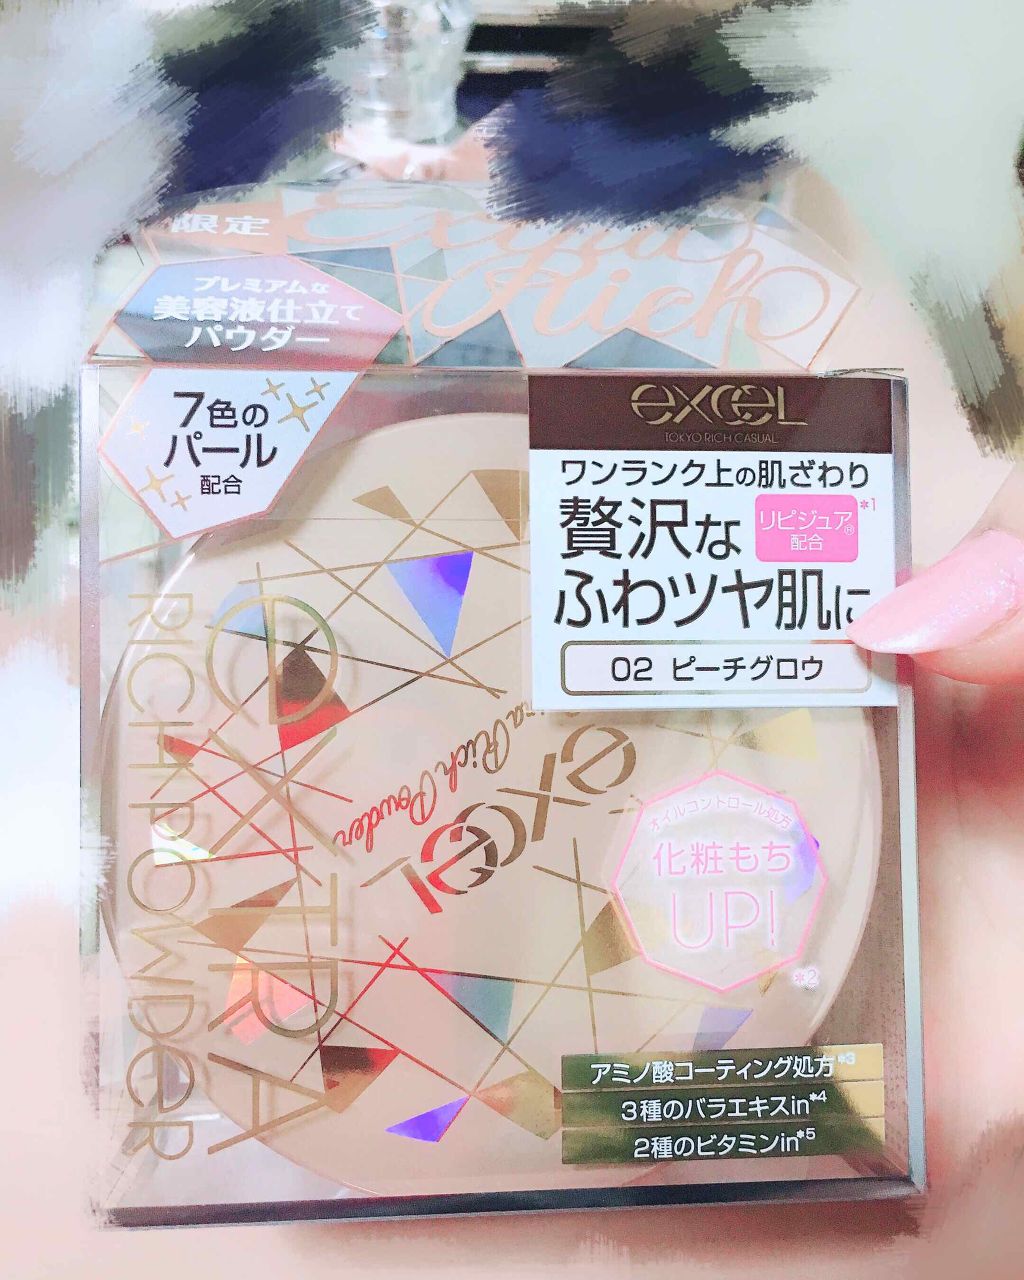 限定
Extra
Rich
プレミアムな
美容液仕立て
パウダー
7色の
パール
配合
excel
TOKYO RICH CASUAL
ワンランク上の肌ざわり
贅沢な
リピジュア®
配合
*1
ふわツヤ肌に
02 ピーチグロウ
EXTRA
RICH POWDER
excel
Extra Rich Powder
オイルコントロール処方
化粧もち
UP!
*2
アミノ酸コーティング処方*3
3種のバラエキスin*4
2種のビタミンin*5